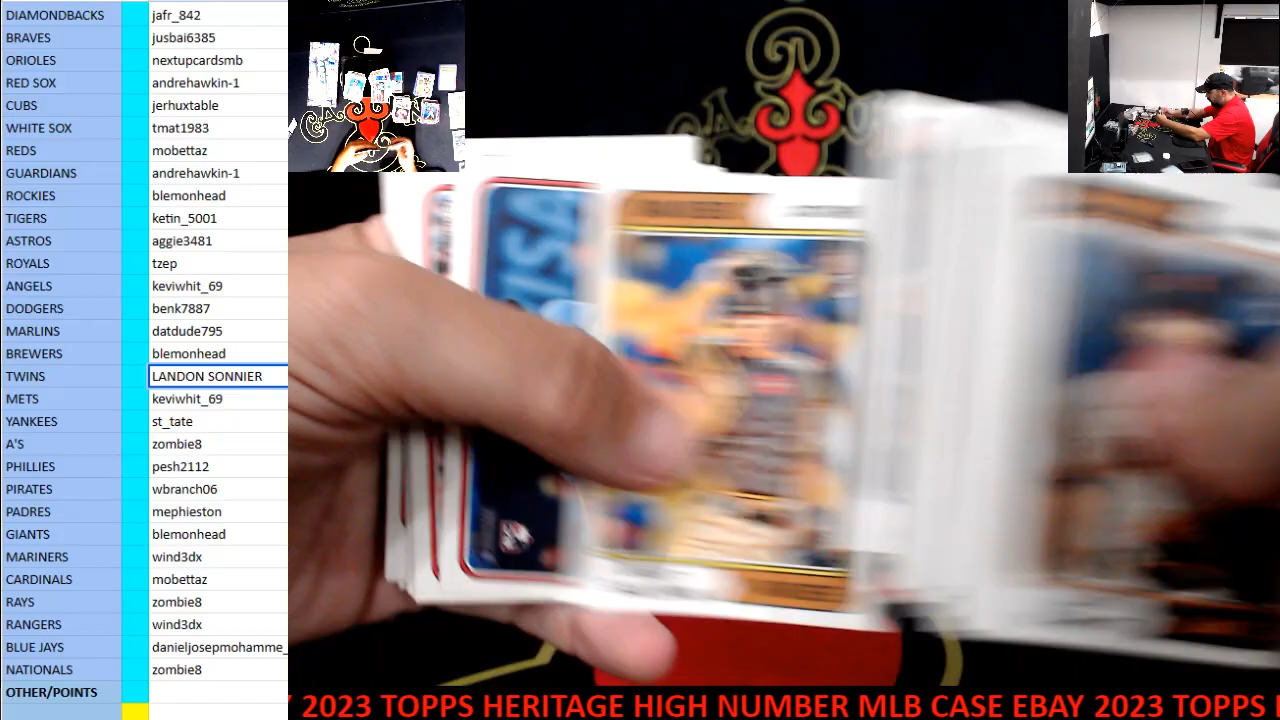 DIAMONDBACKS jafr_842
BRAVES jusbai6385
ORIOLES nextupcardsmb
RED SOX andrehawkin-1
CUBS jerhuxtable
WHITE SOX tmat1983
REDS mobettaz
GUARDIANS andrehawkin-1
ROCKIES blemonhead
TIGERS ketin_5001
ASTROS aggie3481
ROYALS tzep
ANGELS keviwhit_69
DODGERS benk7887
MARLINS datdude795
BREWERS blemonhead
TWINS LANDON SONNIER
METS keviwhit_69
YANKEES st_tate
A'S zombie8
PHILLIES pesh2112
PIRATES wbranch06
PADRES mephieston
GIANTS blemonhead
MARINERS wind3dx
CARDINALS mobettaz
RAYS zombie8
RANGERS wind3dx
BLUE JAYS danieljosepmohamme_
NATIONALS zombie8
OTHER/POINTS
2023 TOPPS HERITAGE HIGH NUMBER MLB CASE EBAY 2023 TOPPS